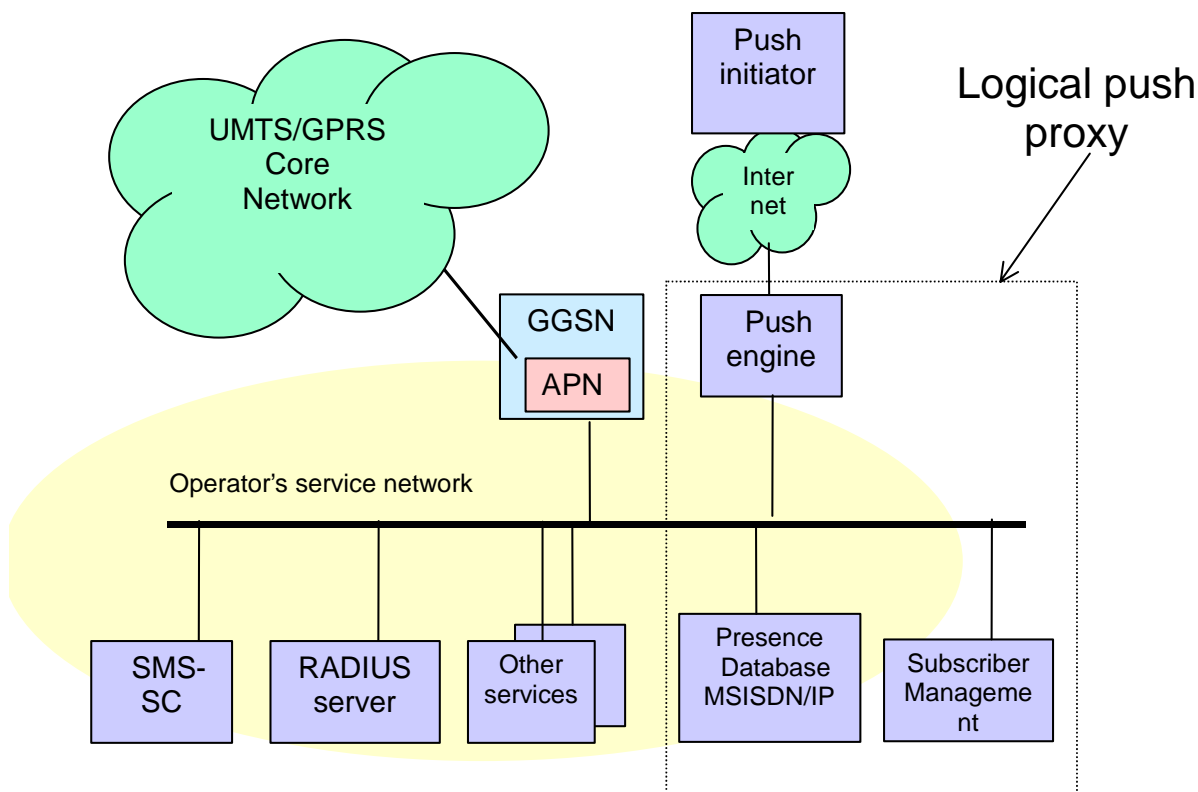 Push
initiator
Logical push
proxy
UMTS/GPRS
Core
Network
Inter
net
GGSN
APN
Push
engine
Operator’s service network
SMS-
SC
RADIUS
server
Other
services
Presence
Database
MSISDN/IP
Subscriber
Manageme
nt